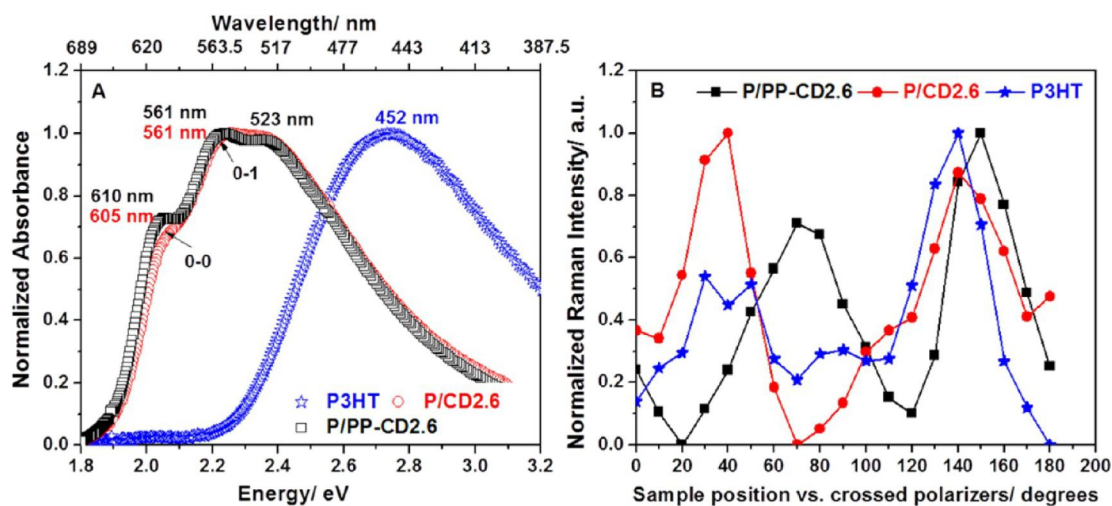 Wavelength/ nm
689 620 563.5 517 477 443 413 387.5
1.2
1.0
0.8
0.6
0.4
0.2
0.0
Normalized Absorbance
A
561 nm
561 nm
523 nm
452 nm
0-1
610 nm
605 nm
0-0
P3HT P/CD2.6
P/PP-CD2.6
1.8 2.0 2.2 2.4 2.6 2.8 3.0 3.2
Energy/ eV
1.2
1.0
0.8
0.6
0.4
0.2
0.0
Normalized Raman Intensity/ a.u.
B P/PP-CD2.6 P/CD2.6 P3HT
0 20 40 60 80 100 120 140 160 180 200
Sample position vs. crossed polarizers/ degrees